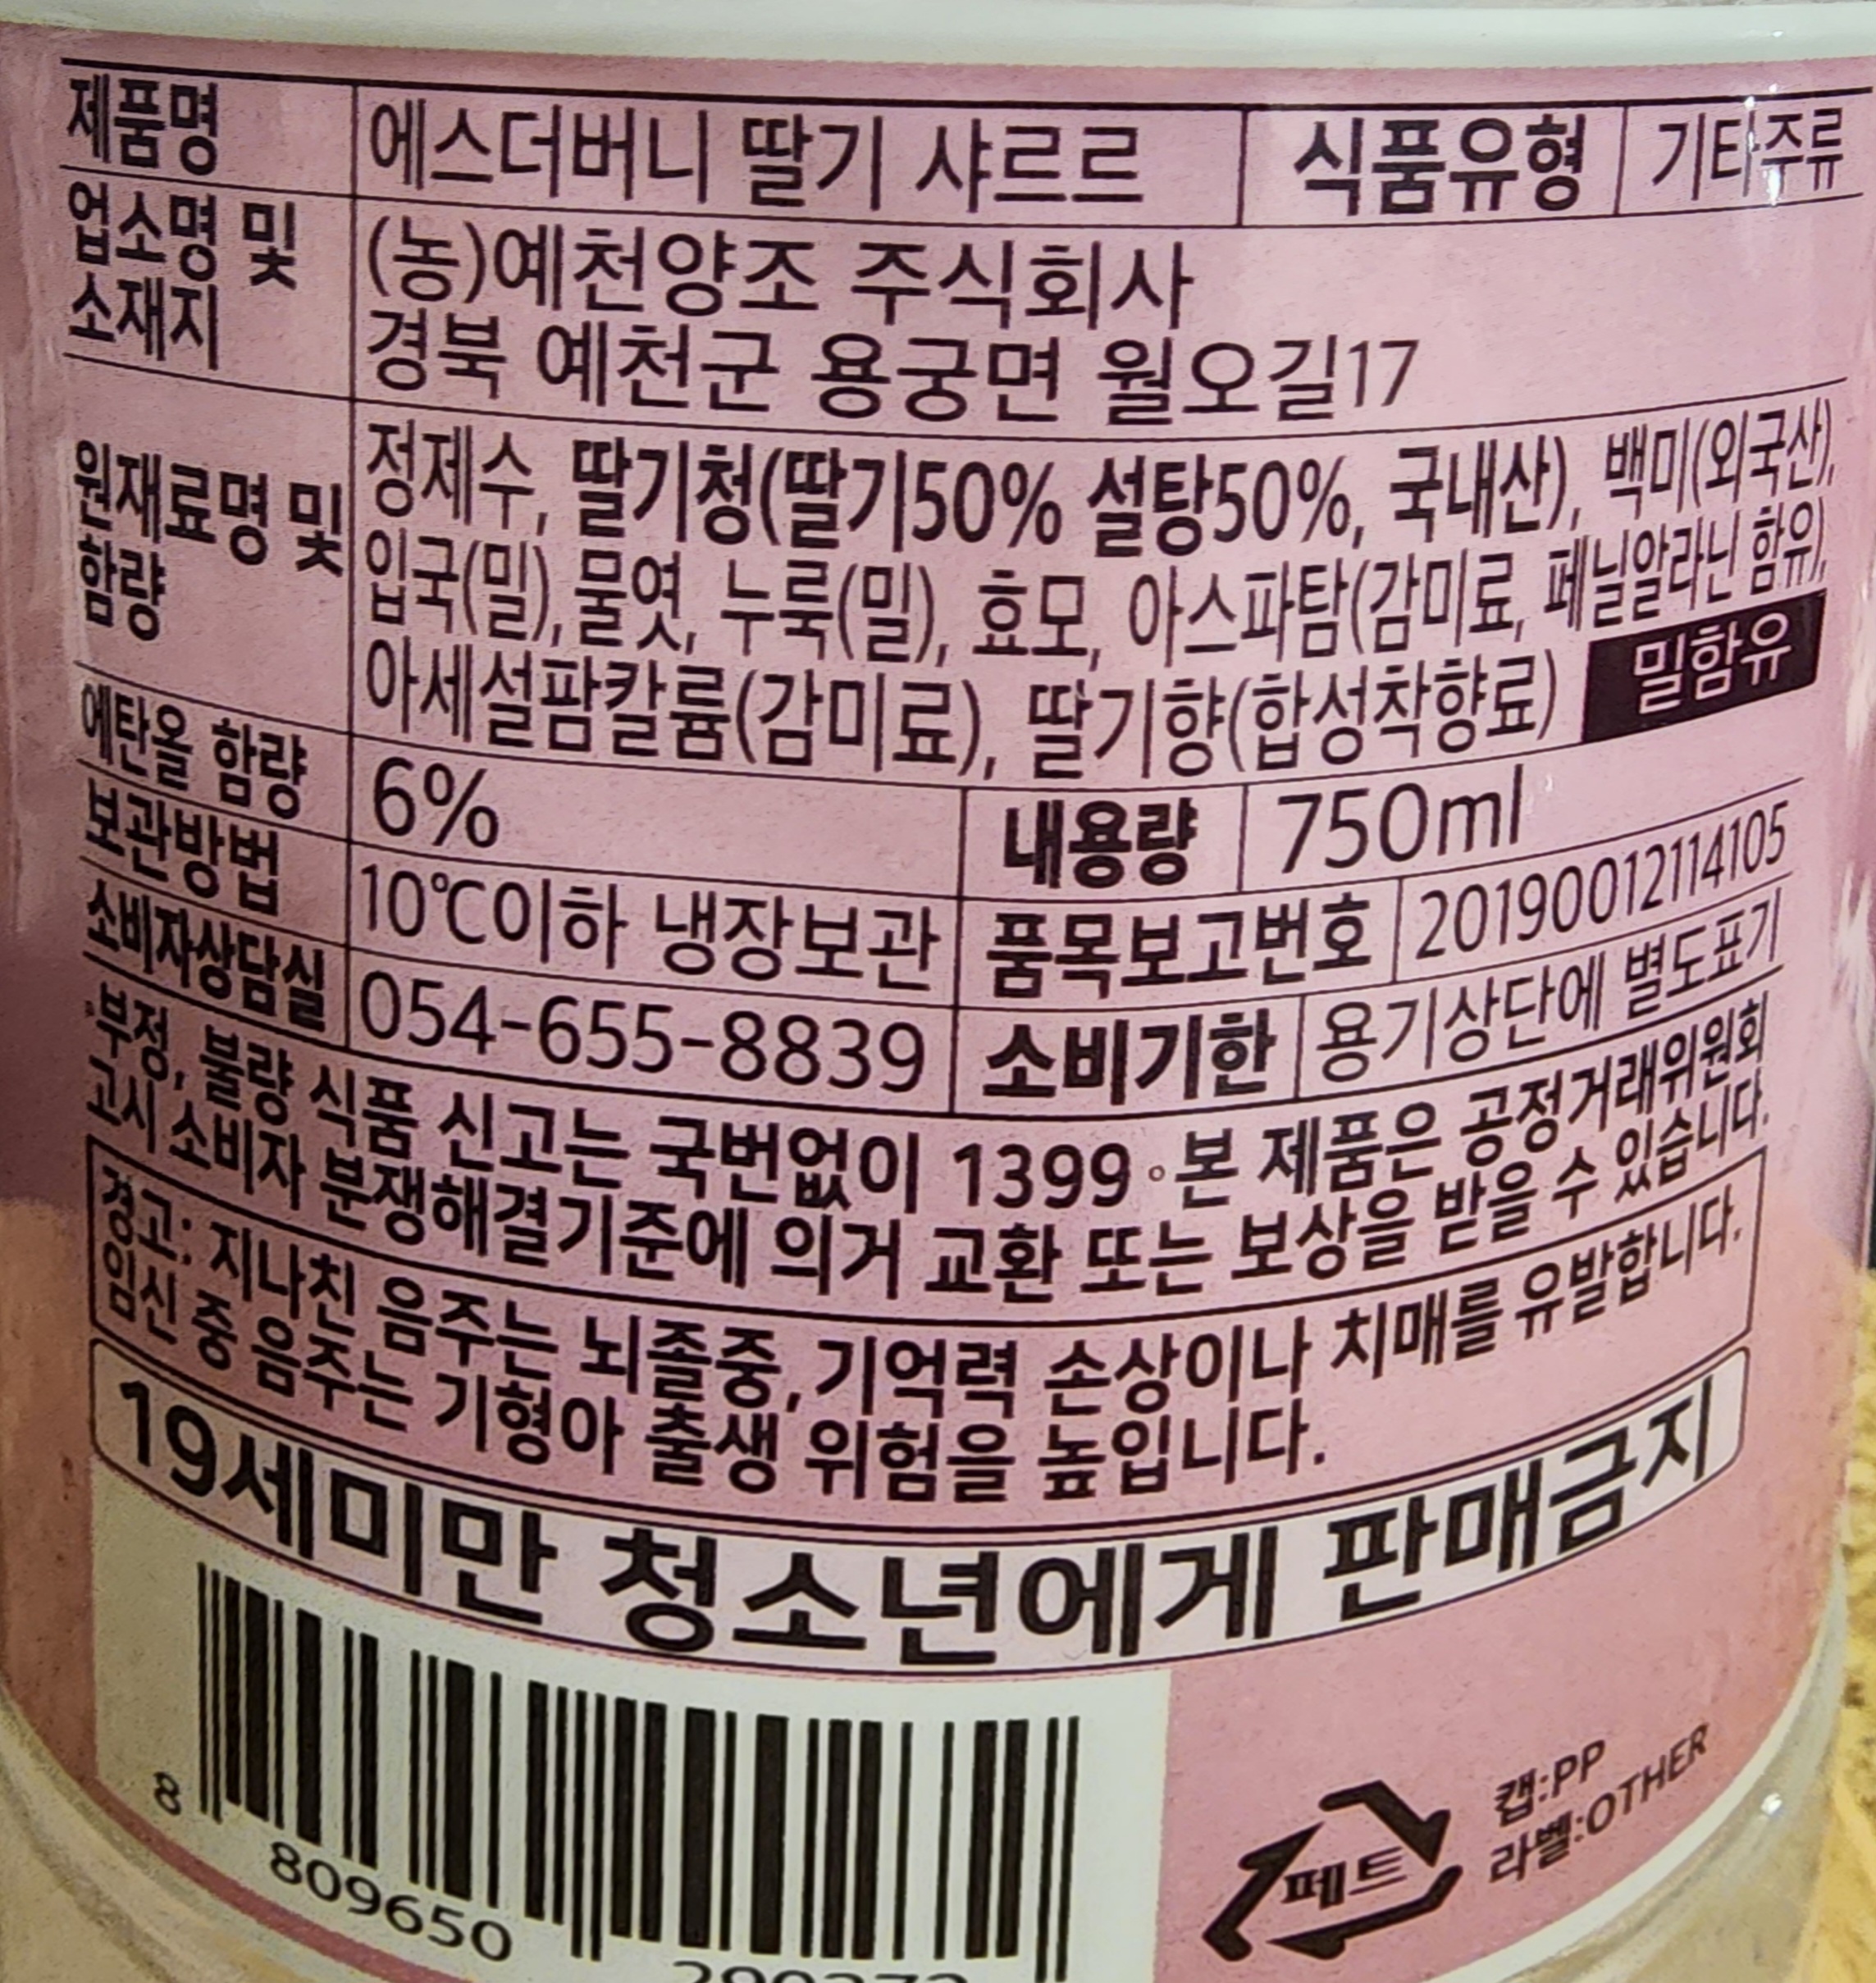 제품명 에스더버니 딸기 샤르르 식품유형 기타주류
업소명 및 (농)예천양조 주식회사
소재지 경북 예천군 용궁면 월오길17
정제수, 딸기청(딸기50% 설탕50%, 국내산), 백미(외국산),
원재료명 및 입국(밀), 물엿, 누룩(밀), 효모, 아스파탐(감미료, 페닐알라닌 함유),
함량 아세설팜칼륨(감미료), 딸기향(합성착향료) 밀함유
에탄올 함량 6% 내용량 750ml
보관방법 10℃이하 냉장보관 품목보고번호 20190012114105
소비자상담실 054-655-8839 소비기한 용기상단에 별도표기
·부정, 불량 식품 신고는 국번없이 1399 ◦본 제품은 공정거래위원회
고시 소비자 분쟁해결기준에 의거 교환 또는 보상을 받을 수 있습니다.
경고: 지나친 음주는 뇌졸중, 기억력 손상이나 치매를 유발합니다.
임신 중 음주는 기형아 출생 위험을 높입니다.
19세미만 청소년에게 판매금지
캡:PP
페트 라벨:OTHER
8 809650